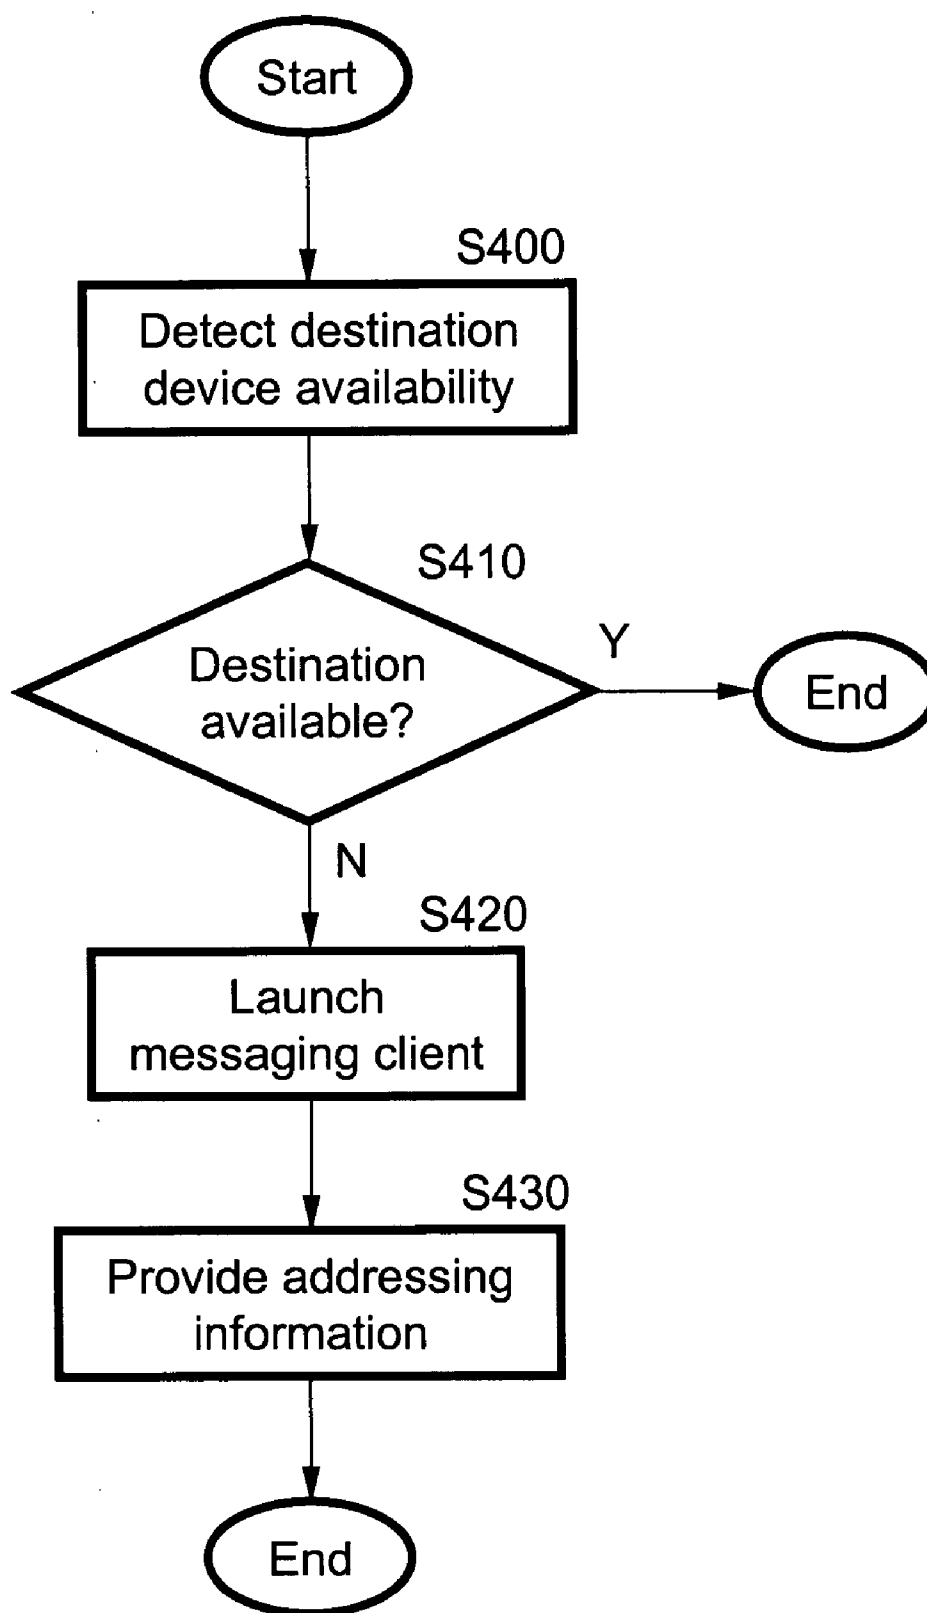 Start
S400
Detect destination
device availability
S410
Destination
available?
Y
End
N
S420
Launch
messaging client
S430
Provide addressing
information
End